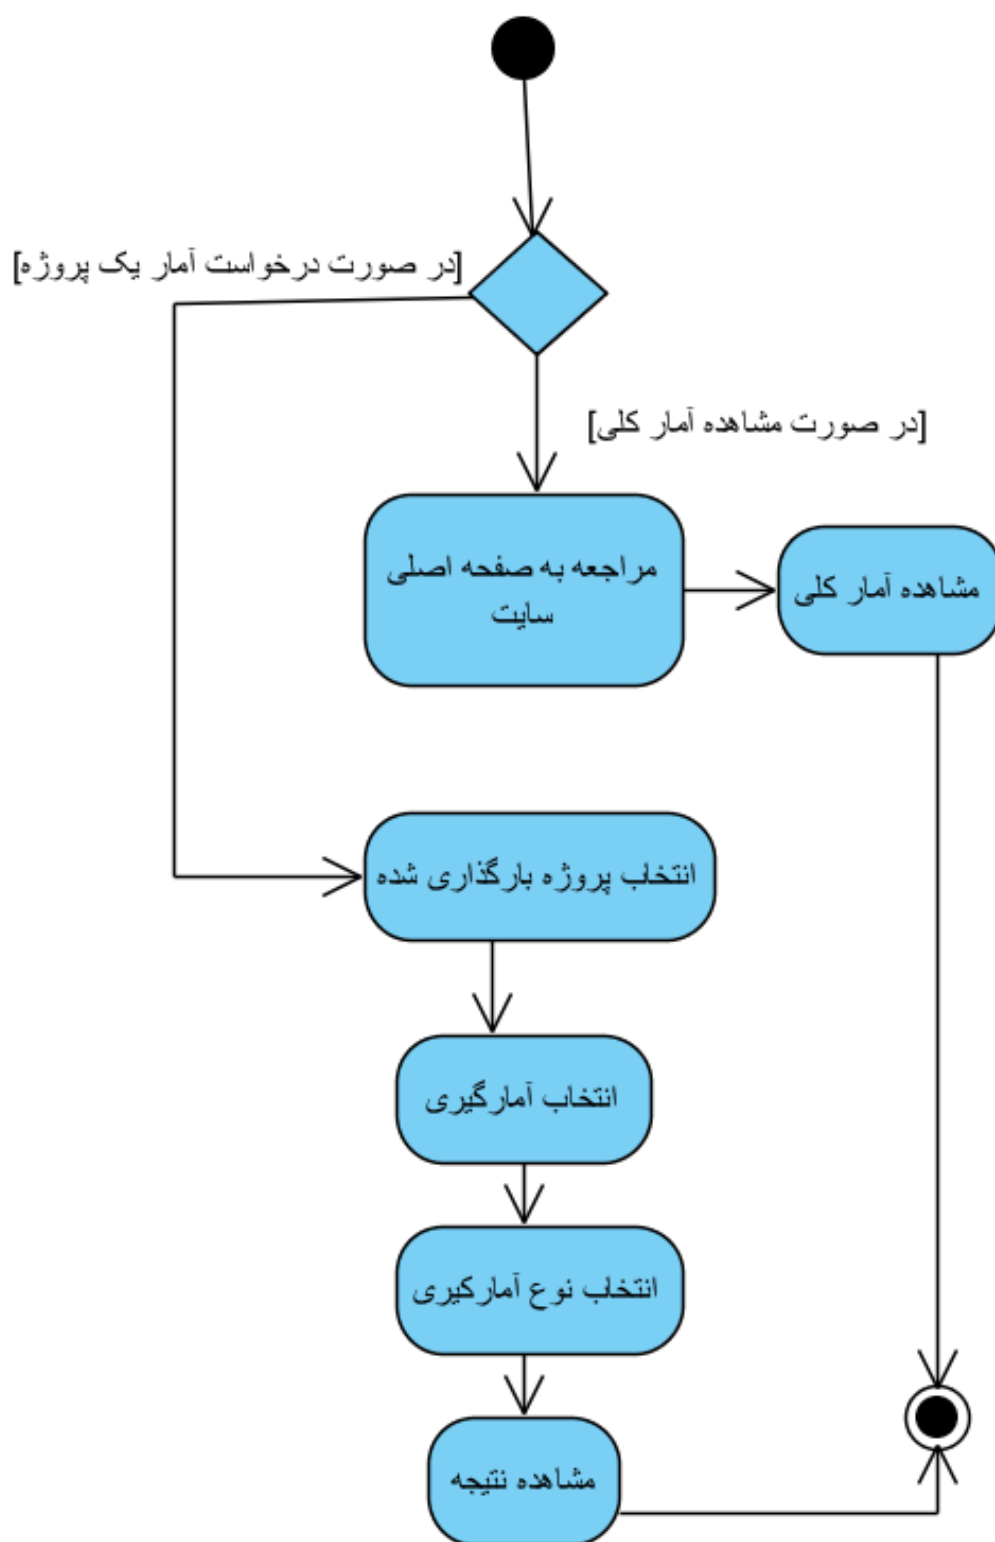 [در صورت درخواست آمار یک پروژه]
[در صورت مشاهده آمار کلی]
مراجعه به صفحه اصلی
سایت
مشاهده آمار کلی
انتخاب پروژه بارگذاری شده
انتخاب آمارگیری
انتخاب نوع آمارکیری
مشاهده نتیجه